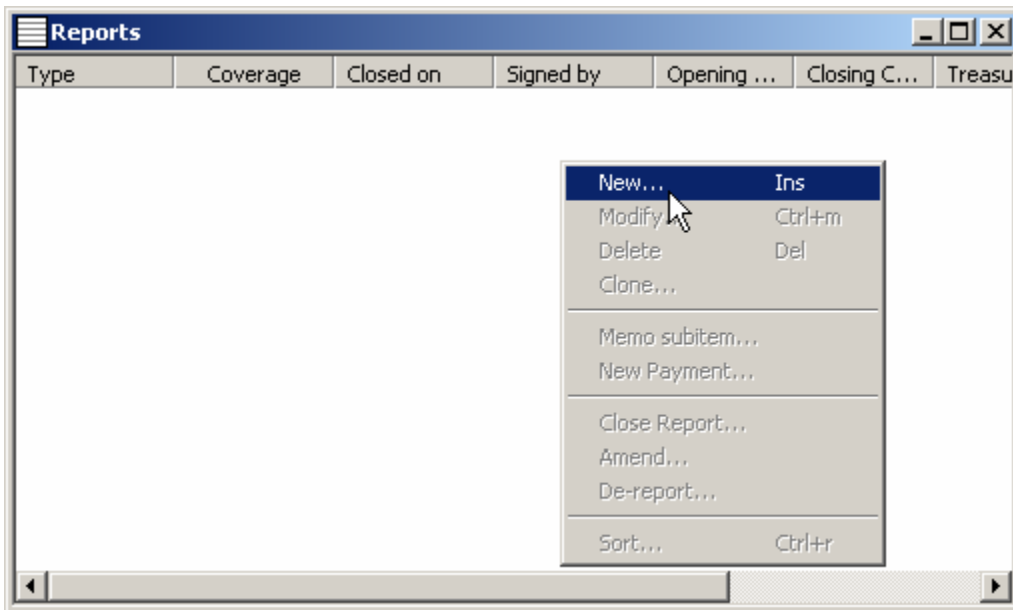 Reports
Type Coverage Closed on Signed by Opening ... Closing C... Treasu
New... Ins
Modify Ctrl+m
Delete Del
Clone...
Memo subitem...
New Payment...
Close Report...
Amend...
De-report...
Sort... Ctrl+r